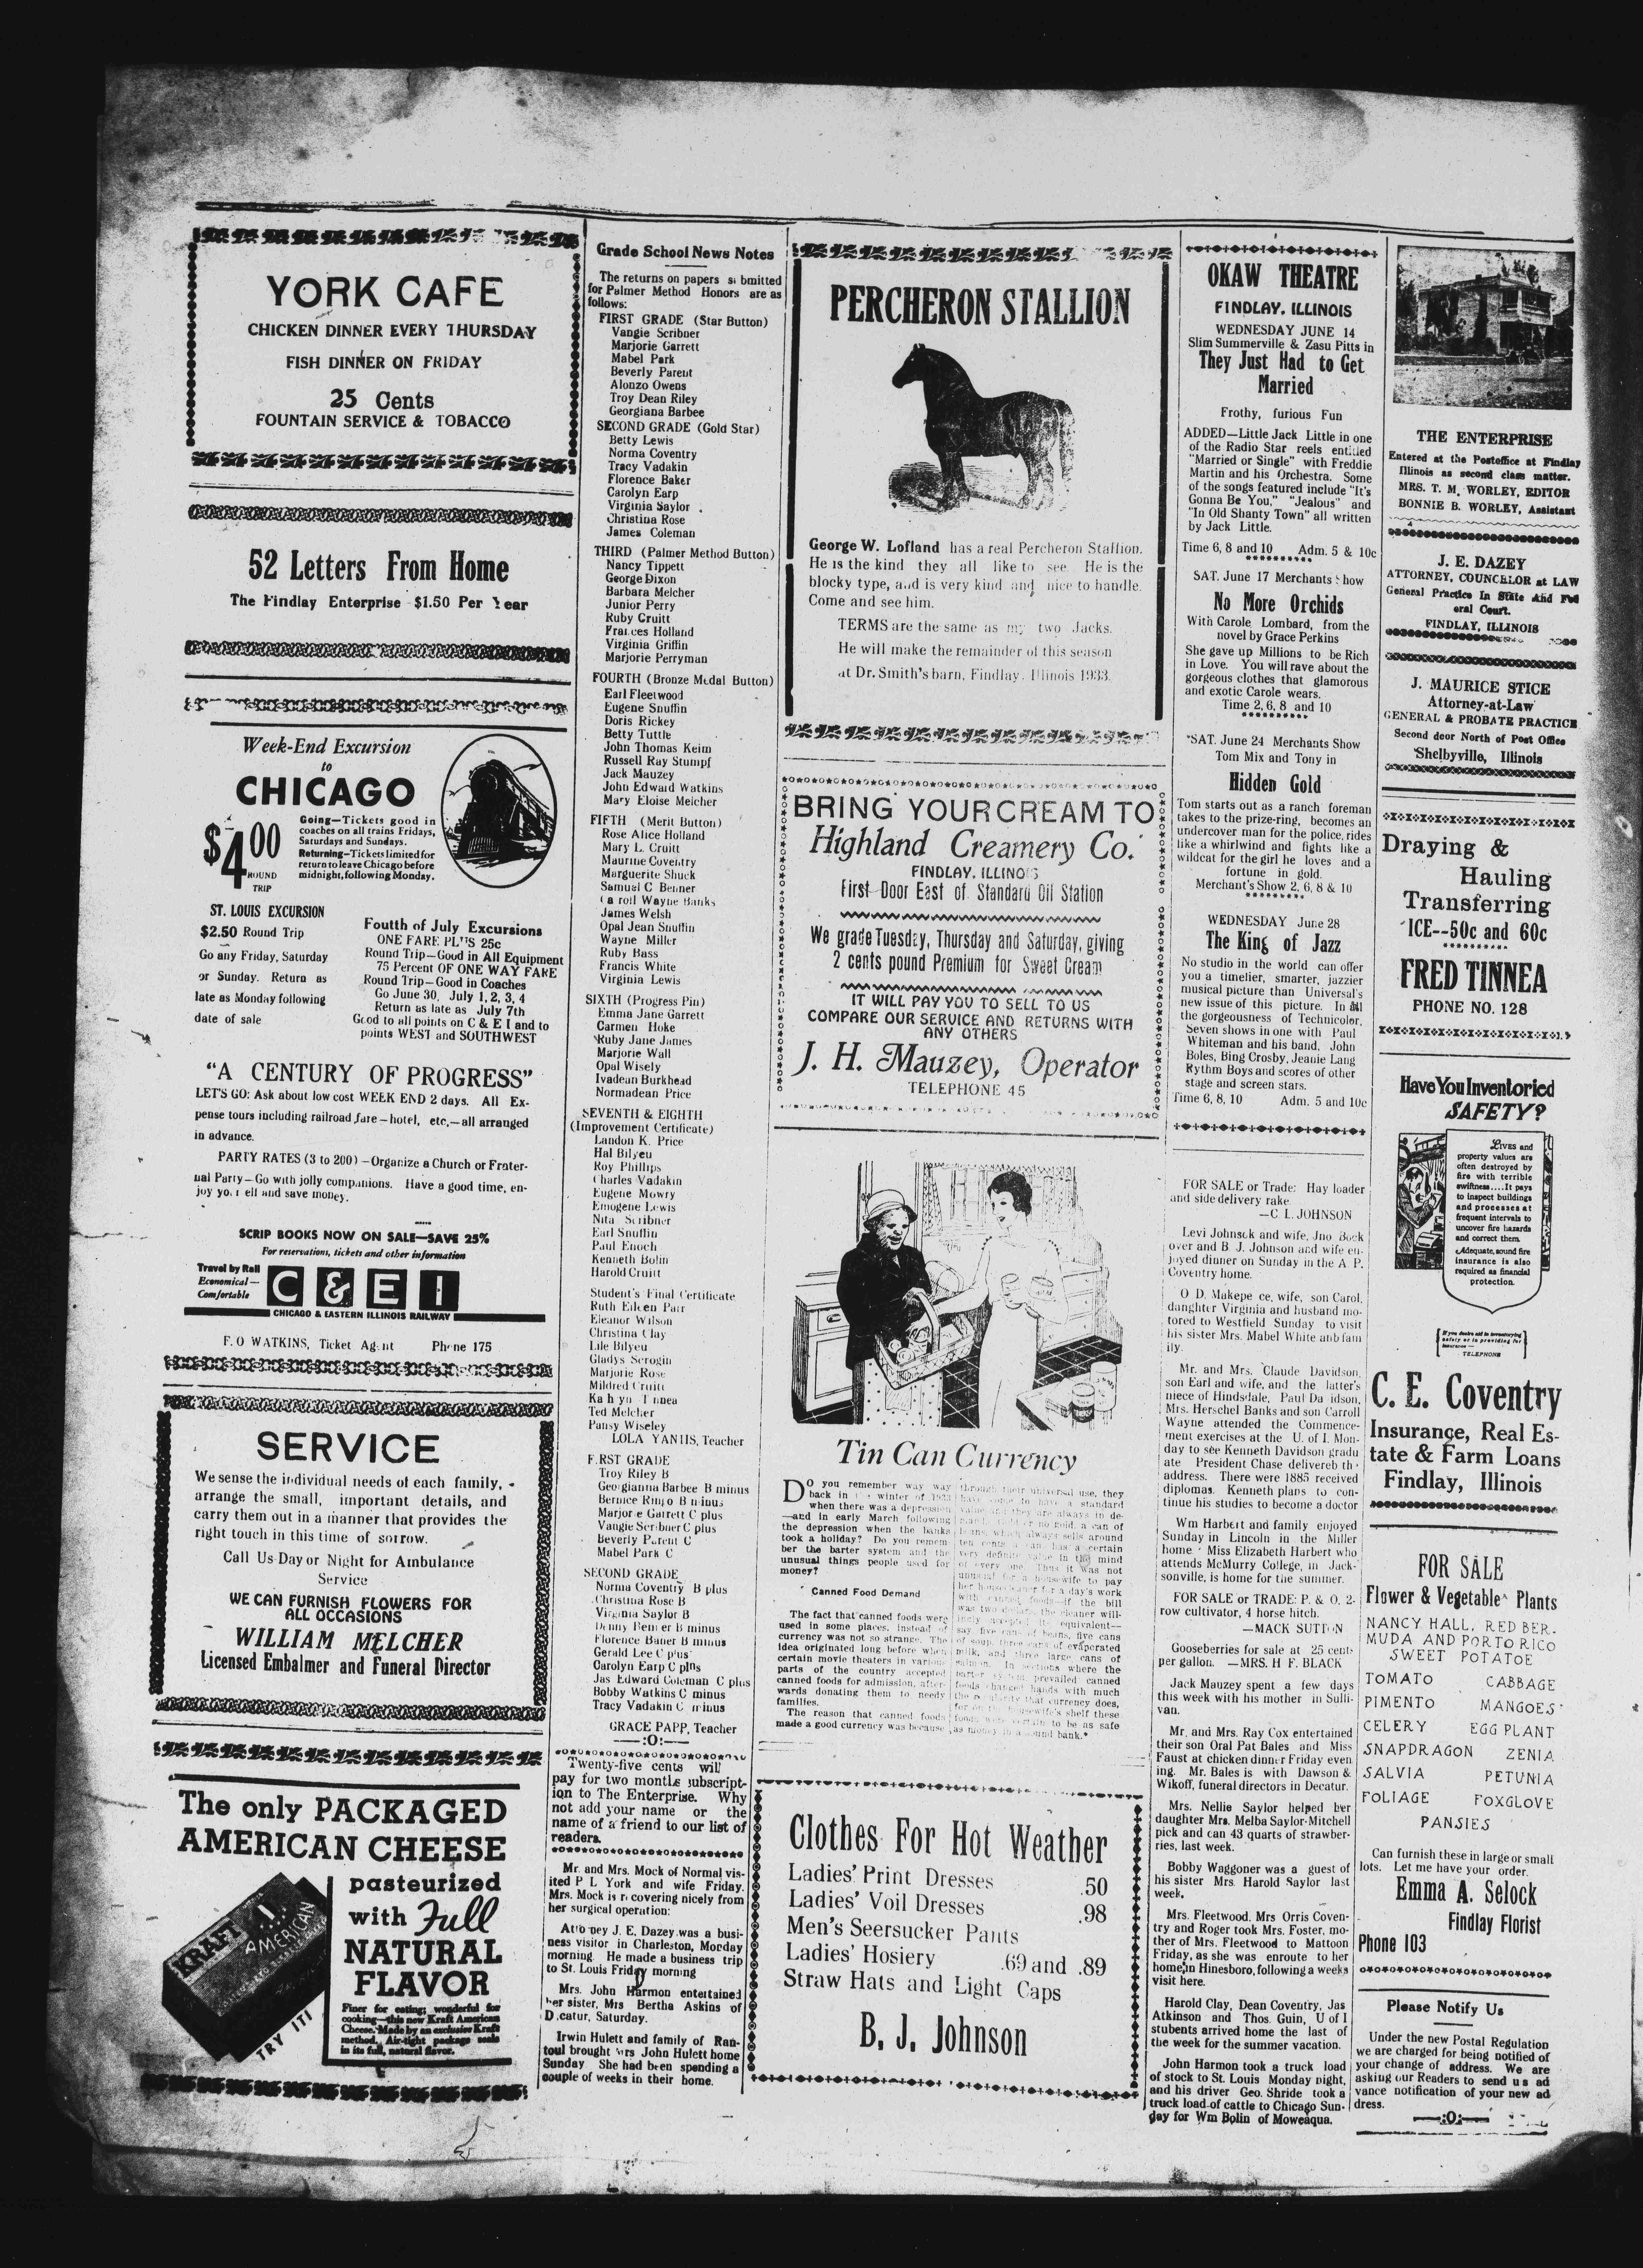 YORK CAFE
CHICKEN DINNER EVERY THURSDAY
FISH DINNER ON FRIDAY
25 Cents
FOUNTAIN SERVICE & TOBACCO
52 Letters From Home
The Findlay Enterprise $1.50 Per Year
Week-End Excursion
to
CHICAGO
$4.00
ROUND
TRIP
Going—Tickets good in
coaches on all trains Fridays,
Saturdays and Sundays.
Returning—Tickets limited for
return to leave Chicago before
midnight, following Monday.
ST. LOUIS EXCURSION
$2.50 Round Trip
Go any Friday, Saturday
or Sunday. Return as
late as Monday following
date of sale
Foutth of July Excursions
ONE FARE PLUS 25c
Round Trip—Good in All Equipment
75 Percent OF ONE WAY FARE
Round Trip—Good in Coaches
Go June 30, July 1, 2, 3, 4
Return as late as July 7th
Good to all points on C & E I and to
points WEST and SOUTHWEST
"A CENTURY OF PROGRESS"
LET'S GO: Ask about low cost WEEK END 2 days. All Ex-
pense tours including railroad fare—hotel, etc,—all arranged
in advance.
PARTY RATES (3 to 200)—Organize a Church or Frater-
nal Party—Go with jolly companions. Have a good time, en-
joy and save money.
SCRIP BOOKS NOW ON SALE—SAVE 25%
For reservations, tickets and other information
Travel by Rail
Economical—
Comfortable
C & E I
CHICAGO & EASTERN ILLINOIS RAILWAY
F. O WATKINS, Ticket Agent Phone 175
SERVICE
We sense the individual needs of each family,
arrange the small, important details, and
carry them out in a manner that provides the
right touch in this time of sorrow.
Call Us Day or Night for Ambulance
Service
WE CAN FURNISH FLOWERS FOR
ALL OCCASIONS
WILLIAM MELCHER
Licensed Embalmer and Funeral Director
The only PACKAGED
AMERICAN CHEESE
pasteurized
with Full
NATURAL
FLAVOR
KRAFT
AMERICAN
TRY IT!
Finer for eating; wonderful for
cooking—this new Kraft American
Cheese. Made by an exclusive Kraft
method. Air-tight package seals
in its full, natural flavor.
Grade School News Notes
The returns on papers submitted
for Palmer Method Honors are as
follows:
FIRST GRADE (Star Button)
Vangie Scribner
Marjorie Garrett
Mabel Park
Beverly Parent
Alonzo Owens
Troy Dean Riley
Georgiana Barbee
SECOND GRADE (Gold Star)
Betty Lewis
Norma Coventry
Tracy Vadakin
Florence Baker
Carolyn Earp
Virginia Saylor
Christina Rose
James Coleman
THIRD (Palmer Method Button)
Nancy Tippett
George Dixon
Barbara Melcher
Junior Perry
Ruby Cruitt
Frances Holland
Virginia Griffin
Marjorie Perryman
FOURTH (Bronze Medal Button)
Earl Fleetwood
Eugene Snuffin
Doris Rickey
Betty Tuttle
John Thomas Keim
Russell Ray Stumpf
Jack Mauzey
John Edward Watkins
Mary Eloise Melcher
FIFTH (Merit Button)
Rose Alice Holland
Mary L. Cruitt
Maurine Coventry
Marguerite Shuck
Samuel C Benner
Ca roll Wayne Banks
James Welsh
Opal Jean Snuffin
Wayne Miller
Ruby Bass
Francis White
Virginia Lewis
SIXTH (Progress Pin)
Emma Jane Garrett
Carmen Hoke
Ruby Jane James
Marjorie Wall
Opal Wisely
Ivadean Burkhead
Normadean Price
SEVENTH & EIGHTH
(Improvement Certificate)
Landon K. Price
Hal Bilyeu
Roy Phillips
Charles Vadakin
Eugene Mowry
Emogene Lewis
Nita Scribner
Earl Snuffin
Paul Enoch
Kenneth Bolin
Harold Cruitt
Student's Final Certificate
Ruth Eileen Parr
Eleanor Wilson
Christina Clay
Lile Bilyeu
Gladys Scrogin
Marjorie Rose
Mildred Cruitt
Ted Melcher
Pansy Wiseley
LOLA YANTIS, Teacher
FIRST GRADE
Troy Riley B
Georgianna Barbee B minus
Bernice Ringo B minus
Marjorie Garrett C plus
Vangie Scribner C plus
Beverly Parent C
Mabel Park C
SECOND GRADE
Norma Coventry B plus
Christina Rose B
Virginia Saylor B
Denny Benner B minus
Florence Baner B minus
Gerald Lee C plus
Carolyn Earp C plus
Jas Edward Coleman C plus
Bobby Watkins C minus
Tracy Vadakin C minus
GRACE PAPP, Teacher
—:O:—
Twenty-five cents will
pay for two months subscript-
ion to The Enterprise. Why
not add your name or the
name of a friend to our list of
readers.
Mr. and Mrs. Mock of Normal vis-
ited P L York and wife Friday.
Mrs. Mock is recovering nicely from
her surgical operation:
Attorney J. E. Dazey was a busi-
ness visitor in Charleston, Monday
morning. He made a business trip
to St. Louis Friday morning
Mrs. John Harmon entertained
her sister, Mrs Bertha Askins of
Decatur, Saturday.
Irwin Hulett and family of Ran-
toul brought Mrs John Hulett home
Sunday She had been spending a
couple of weeks in their home.
PERCHERON STALLION
George W. Lofland has a real Percheron Stallion.
He is the kind they all like to see. He is the
blocky type, and is very kind and nice to handle.
Come and see him.
TERMS are the same as my two Jacks.
He will make the remainder of this season
at Dr. Smith's barn, Findlay, Illinois 1933.
BRING YOUR CREAM TO
Highland Creamery Co.
FINDLAY, ILLINOIS
First Door East of Standard Oil Station
We grade Tuesday, Thursday and Saturday, giving
2 cents pound Premium for Sweet Cream
IT WILL PAY YOU TO SELL TO US
COMPARE OUR SERVICE AND RETURNS WITH
ANY OTHERS
J. H. Mauzey, Operator
TELEPHONE 45
Tin Can Currency
DO you remember way way
back in the winter of 1933
when there was a depression
—and in early March following
the depression when the banks
took a holiday? Do you remem
ber the barter system and the
unusual things people used for
money?
Canned Food Demand
The fact that canned foods were
used in some places, instead of
currency was not so strange. The
idea originated long before when
certain movie theaters in various
parts of the country accepted
canned foods for admission, after-
wards donating them to needy
families.
The reason that canned foods
made a good currency was because
through their universal use, they
have come to have a standard
value and they are always in de-
mand. Gold or no gold, a can of
beans, which always sells around
ten cents a can has a certain
very definite value in the mind
of every one. Thus it was not
unusual for a housewife to pay
her housecleaner for a day's work
with canned foods—if the bill
was two dollars, the cleaner will-
ingly accepted its equivalent—
say five cans of beans, five cans
of soup, three cans of evaporated
milk, and three large cans of
salmon. In sections where the
barter system prevailed canned
foods changed hands with much
the regularity that currency does,
for on the housewife's shelf these
foods were certain to be as safe
as money in a sound bank.*
Clothes For Hot Weather
Ladies' Print Dresses .50
Ladies' Voil Dresses .98
Men's Seersucker Pants
Ladies' Hosiery .69 and .89
Straw Hats and Light Caps
B. J. Johnson
OKAW THEATRE
FINDLAY, ILLINOIS
WEDNESDAY JUNE 14
Slim Summerville & Zasu Pitts in
They Just Had to Get
Married
Frothy, furious Fun
ADDED—Little Jack Little in one
of the Radio Star reels entitled
"Married or Single" with Freddie
Martin and his Orchestra. Some
of the songs featured include "It's
Gonna Be You," "Jealous" and
"In Old Shanty Town" all written
by Jack Little.
Time 6, 8 and 10 Adm. 5 & 10c
SAT. June 17 Merchants Show
No More Orchids
With Carole Lombard, from the
novel by Grace Perkins
She gave up Millions to be Rich
in Love. You will rave about the
gorgeous clothes that glamorous
and exotic Carole wears.
Time 2, 6, 8 and 10
SAT. June 24 Merchants Show
Tom Mix and Tony in
Hidden Gold
Tom starts out as a ranch foreman
takes to the prize-ring, becomes an
undercover man for the police, rides
like a whirlwind and fights like a
wildcat for the girl he loves and a
fortune in gold.
Merchant's Show 2, 6, 8 & 10
WEDNESDAY June 28
The King of Jazz
No studio in the world can offer
you a timelier, smarter, jazzier
musical picture than Universal's
new issue of this picture. In all
the gorgeousness of Technicolor.
Seven shows in one with Paul
Whiteman and his band, John
Boles, Bing Crosby, Jeanie Lang
Rythm Boys and scores of other
stage and screen stars.
Time 6, 8, 10 Adm. 5 and 10c
FOR SALE or Trade: Hay loader
and side delivery rake.
—C. L. JOHNSON
Levi Johnson and wife, Jno Bock
over and B. J. Johnson and wife en-
joyed dinner on Sunday in the A P.
Coventry home.
O D. Makepe ce, wife, son Carol,
daughter Virginia and husband mo-
tored to Westfield Sunday to visit
his sister Mrs. Mabel White anb fam
ily.
Mr. and Mrs. Claude Davidson,
son Earl and wife, and the latter's
niece of Hindsdale, Paul Da idson,
Mrs. Herschel Banks and son Carroll
Wayne attended the Commence-
ment exercises at the U. of I. Mon-
day to see Kenneth Davidson gradu
ate President Chase delivereb th
address. There were 1885 received
diplomas. Kenneth plans to con-
tinue his studies to become a doctor
Wm Harbert and family enjoyed
Sunday in Lincoln in the Miller
home. Miss Elizabeth Harbert who
attends McMurry College, in Jack-
sonville, is home for the summer.
FOR SALE or TRADE: P. & O. 2-
row cultivator, 4 horse hitch.
—MACK SUTTON
Gooseberries for sale at 25 cents
per gallon. —MRS. H F. BLACK
Jack Mauzey spent a few days
this week with his mother in Sulli-
van.
Mr. and Mrs. Ray Cox entertained
their son Oral Pat Bales and Miss
Faust at chicken dinner Friday even
ing. Mr. Bales is with Dawson &
Wikoff, funeral directors in Decatur.
Mrs. Nellie Saylor helped her
daughter Mrs. Melba Saylor-Mitchell
pick and can 43 quarts of strawber-
ries, last week.
Bobby Waggoner was a guest of
his sister Mrs. Harold Saylor last
week.
Mrs. Fleetwood, Mrs Orris Coven-
try and Roger took Mrs. Foster, mo-
ther of Mrs. Fleetwood to Mattoon
Friday, as she was enroute to her
home in Hinesboro, following a weeks
visit here.
Harold Clay, Dean Coventry, Jas
Atkinson and Thos. Guin, U of I
stubents arrived home the last of
the week for the summer vacation.
John Harmon took a truck load
of stock to St. Louis Monday night,
and his driver Geo. Shride took a
truck load of cattle to Chicago Sun-
day for Wm Bolin of Moweaqua.
THE ENTERPRISE
Entered at the Postoffice at Findlay
Illinois as second class matter.
MRS. T. M. WORLEY, EDITOR
BONNIE B. WORLEY, Assistant
J. E. DAZEY
ATTORNEY, COUNCELOR at LAW
General Practice In State And Fed
eral Court.
FINDLAY, ILLINOIS
J. MAURICE STICE
Attorney-at-Law
GENERAL & PROBATE PRACTICE
Second door North of Post Office
Shelbyville, Illinois
Draying &
Hauling
Transferring
ICE--50c and 60c
FRED TINNEA
PHONE NO. 128
Have You Inventoried
SAFETY?
LIVES and
property values are
often destroyed by
fire with terrible
swiftness....It pays
to inspect buildings
and processes at
frequent intervals to
uncover fire hazards
and correct them.
Adequate, sound fire
insurance is also
required as financial
protection.
If you desire aid in inventorying
safety or in providing for
insurance—
TELEPHONE
C. E. Coventry
Insurance, Real Es-
tate & Farm Loans
Findlay, Illinois
FOR SALE
Flower & Vegetable Plants
NANCY HALL, RED BER-
MUDA AND PORTO RICO
SWEET POTATOE
TOMATO CABBAGE
PIMENTO MANGOES
CELERY EGG PLANT
SNAPDRAGON ZENIA
SALVIA PETUNIA
FOLIAGE FOXGLOVE
PANSIES
Can furnish these in large or small
lots. Let me have your order.
Emma A. Selock
Findlay Florist
Phone 103
Please Notify Us
Under the new Postal Regulation
we are charged for being notified of
your change of address. We are
asking our Readers to send us ad
vance notification of your new ad
dress.
—:O:—